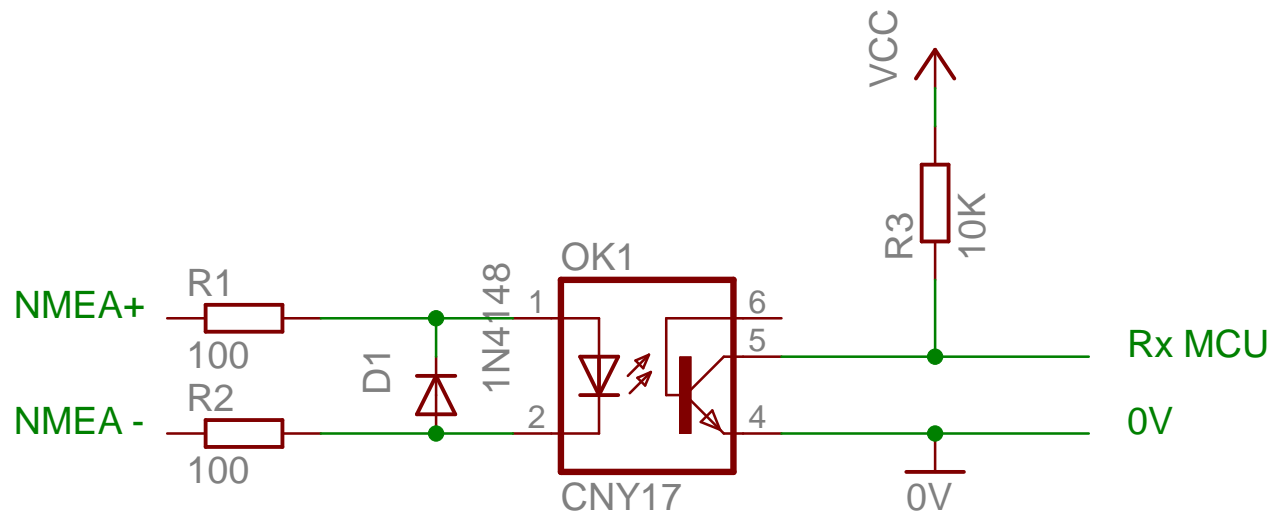 VCC
R3
10K
OK1
1N4148
R1
NMEA+
100
D1
1
6
5
Rx MCU
R2
NMEA -
100
2
4
0V
CNY17
0V